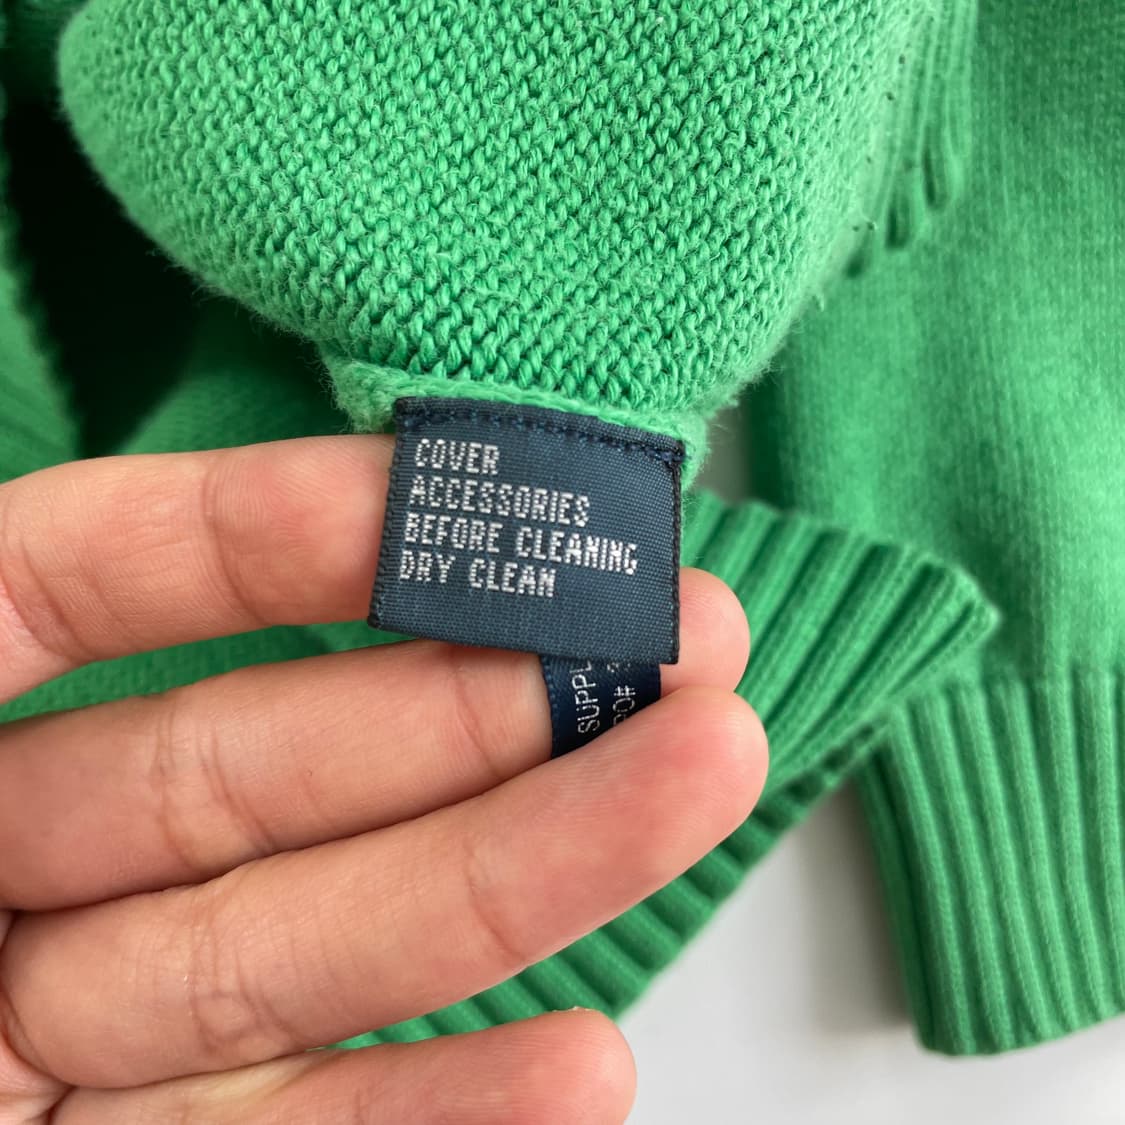 COVER
ACCESSORIES
BEFORE CLEANING
DRY CLEAN